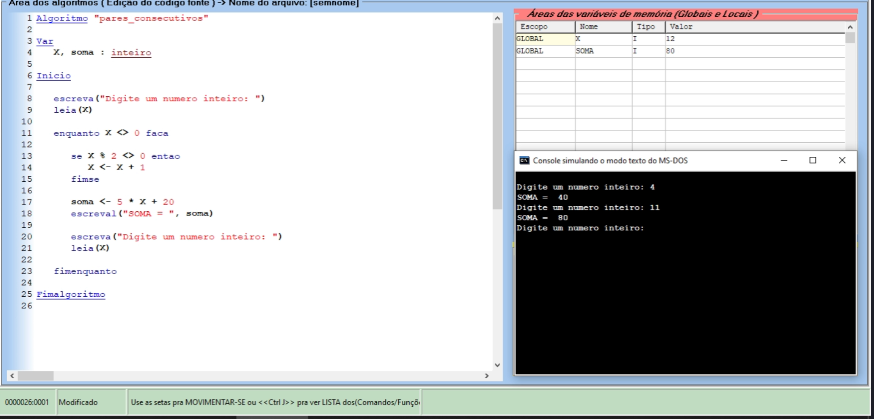 Área dos algoritmos ( Edição do código fonte ) -> Nome do arquivo: [semnome]
1 Algoritmo "pares_consecutivos"
2
3 Var
4 X, soma : inteiro
5
6 Inicio
7
8 escreva("Digite um numero inteiro: ")
9 leia(X)
10
11 enquanto X <> 0 faca
12
13 se X % 2 <> 0 entao
14 X <- X + 1
15 fimse
16
17 soma <- 5 * X + 20
18 escreval("SOMA = ", soma)
19
20 escreva("Digite um numero inteiro: ")
21 leia(X)
22
23 fimenquanto
24
25 Fimalgoritmo
26
Áreas das variáveis de memória (Globais e Locais )
Escopo Nome Tipo Valor
GLOBAL X I 12
GLOBAL SOMA I 80
Console simulando o modo texto do MS-DOS
Digite um numero inteiro: 4
SOMA = 40
Digite um numero inteiro: 11
SOMA = 80
Digite um numero inteiro:
0000026:0001 Modificado Use as setas pra MOVIMENTAR-SE ou <<Ctrl J>> pra ver LISTA dos(Comandos/Funçõ